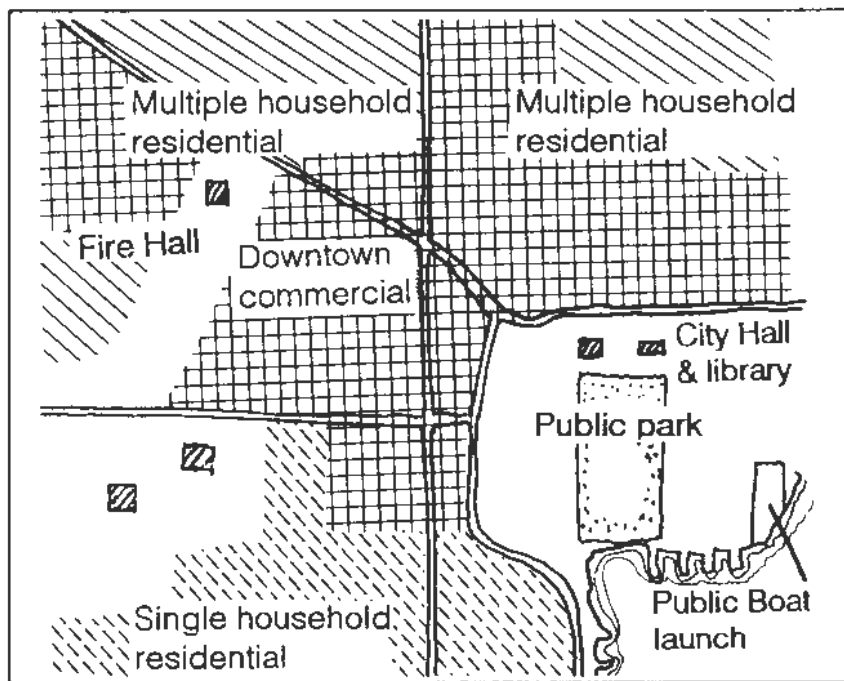 Multiple household
residential
Multiple household
residential
Fire Hall
Downtown
commercial
City Hall
& library
Public park
Public Boat
launch
Single household
residential